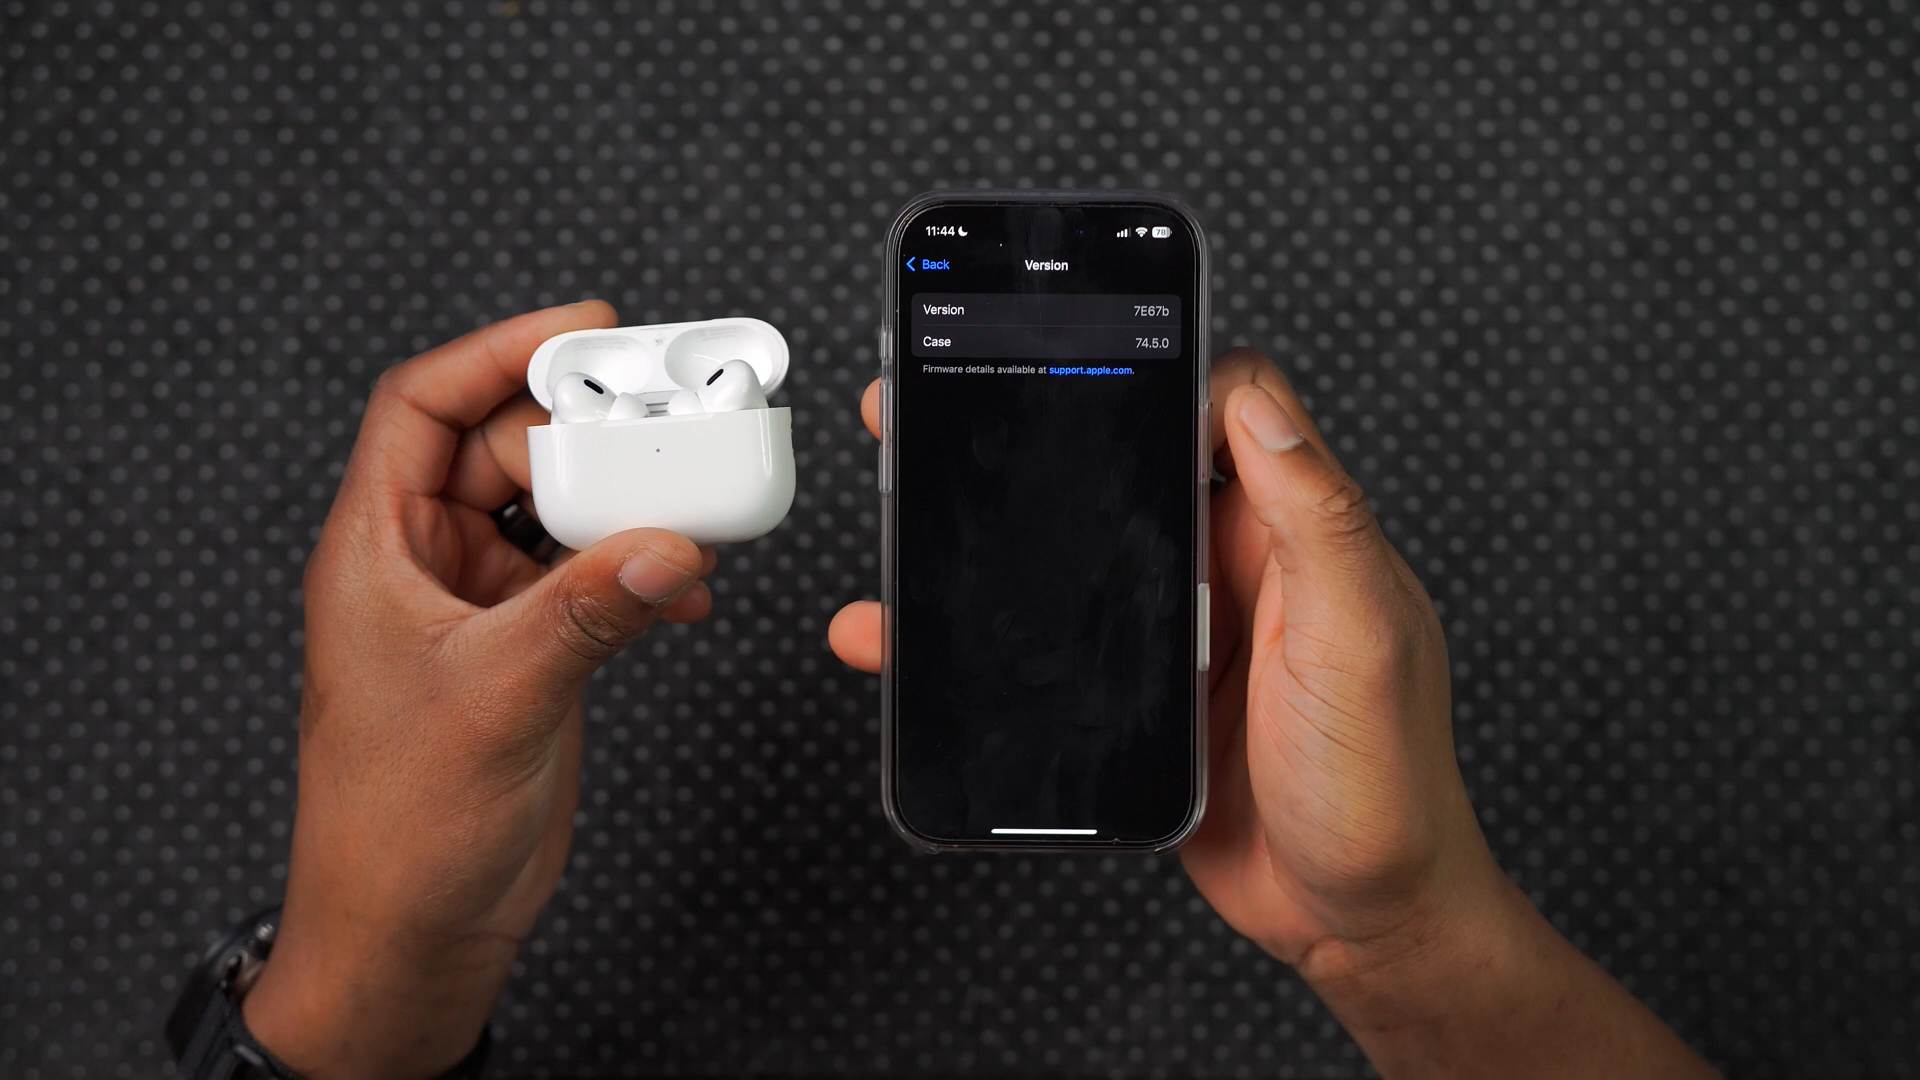 11:44
78
Back
Version
Version 7E67b
Case 74.5.0
Firmware details available at support.apple.com.